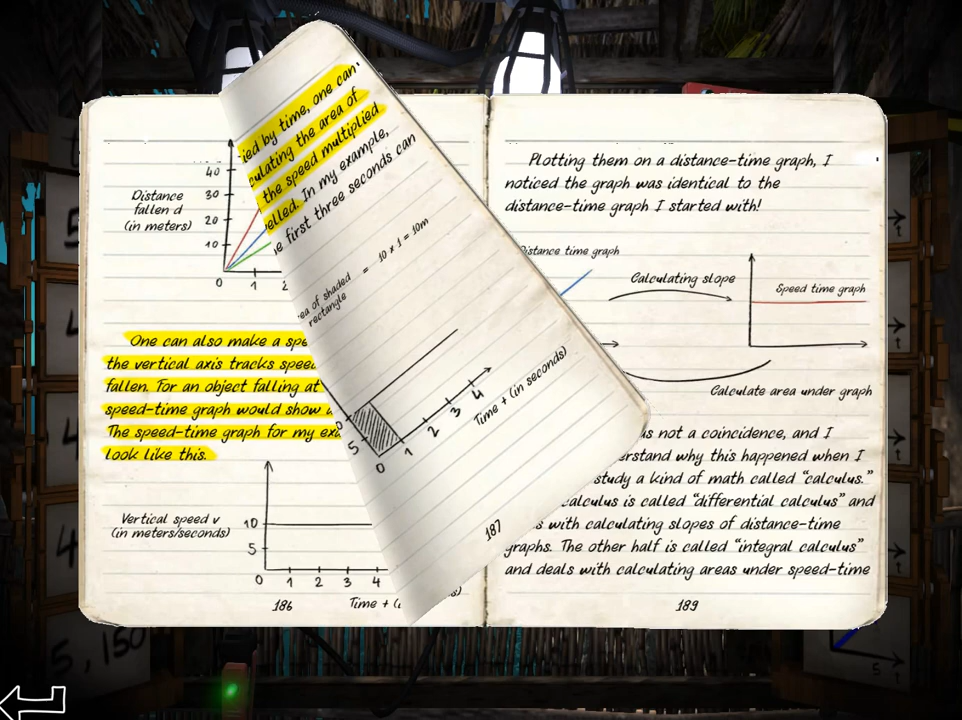 40
30
20
10
0
1
2
Distance
fallen d
(in meters)
One can also make a spe
the vertical axis tracks speed
fallen. For an object falling at
speed-time graph would show a
The speed-time graph for my exa
look like this.
Vertical speed v
(in meters/seconds)
10
5
0
1 2 3 4
Time t (i
s)
186
ied by time, one can
culating the area of
the speed multiplied
elled. In my example,
e first three seconds can
ea of shaded
rectangle
= 10 x 1 = 10m
0
5
0
1
2
3
4
Time t (in seconds)
187
Plotting them on a distance-time graph, I
noticed the graph was identical to the
distance-time graph I started with!
Distance time graph
Calculating slope
Speed time graph
Calculate area under graph
as not a coincidence, and I
erstand why this happened when I
study a kind of math called "calculus."
calculus is called "differential calculus" and
s with calculating slopes of distance-time
graphs. The other half is called "integral calculus"
and deals with calculating areas under speed-time
189
5, 150
5
t